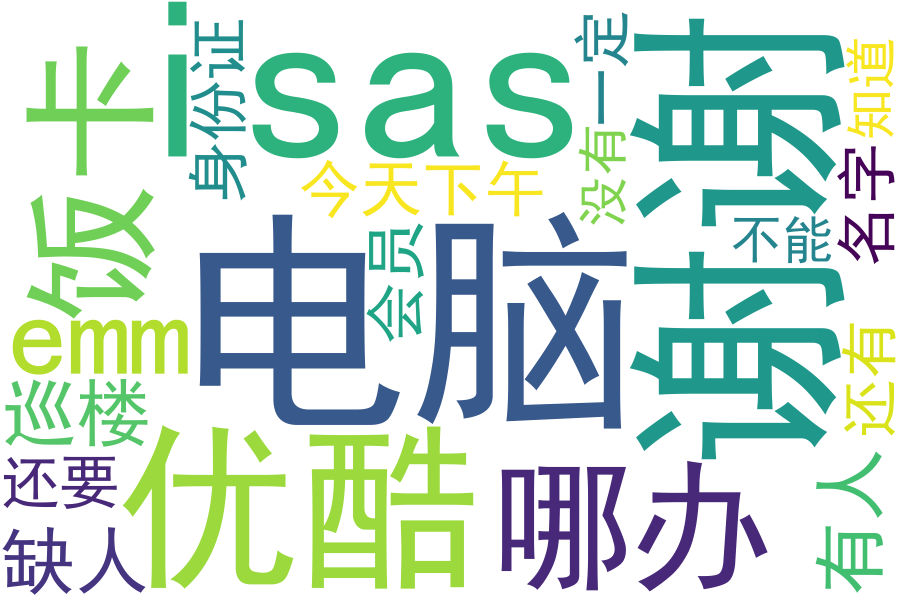 isas
谢谢
饭卡
身份证
一定
没有
知道
名字
今天下午
不能
电脑
会员
emm
还有
巡楼
优酷
哪办
有人
还要
缺人